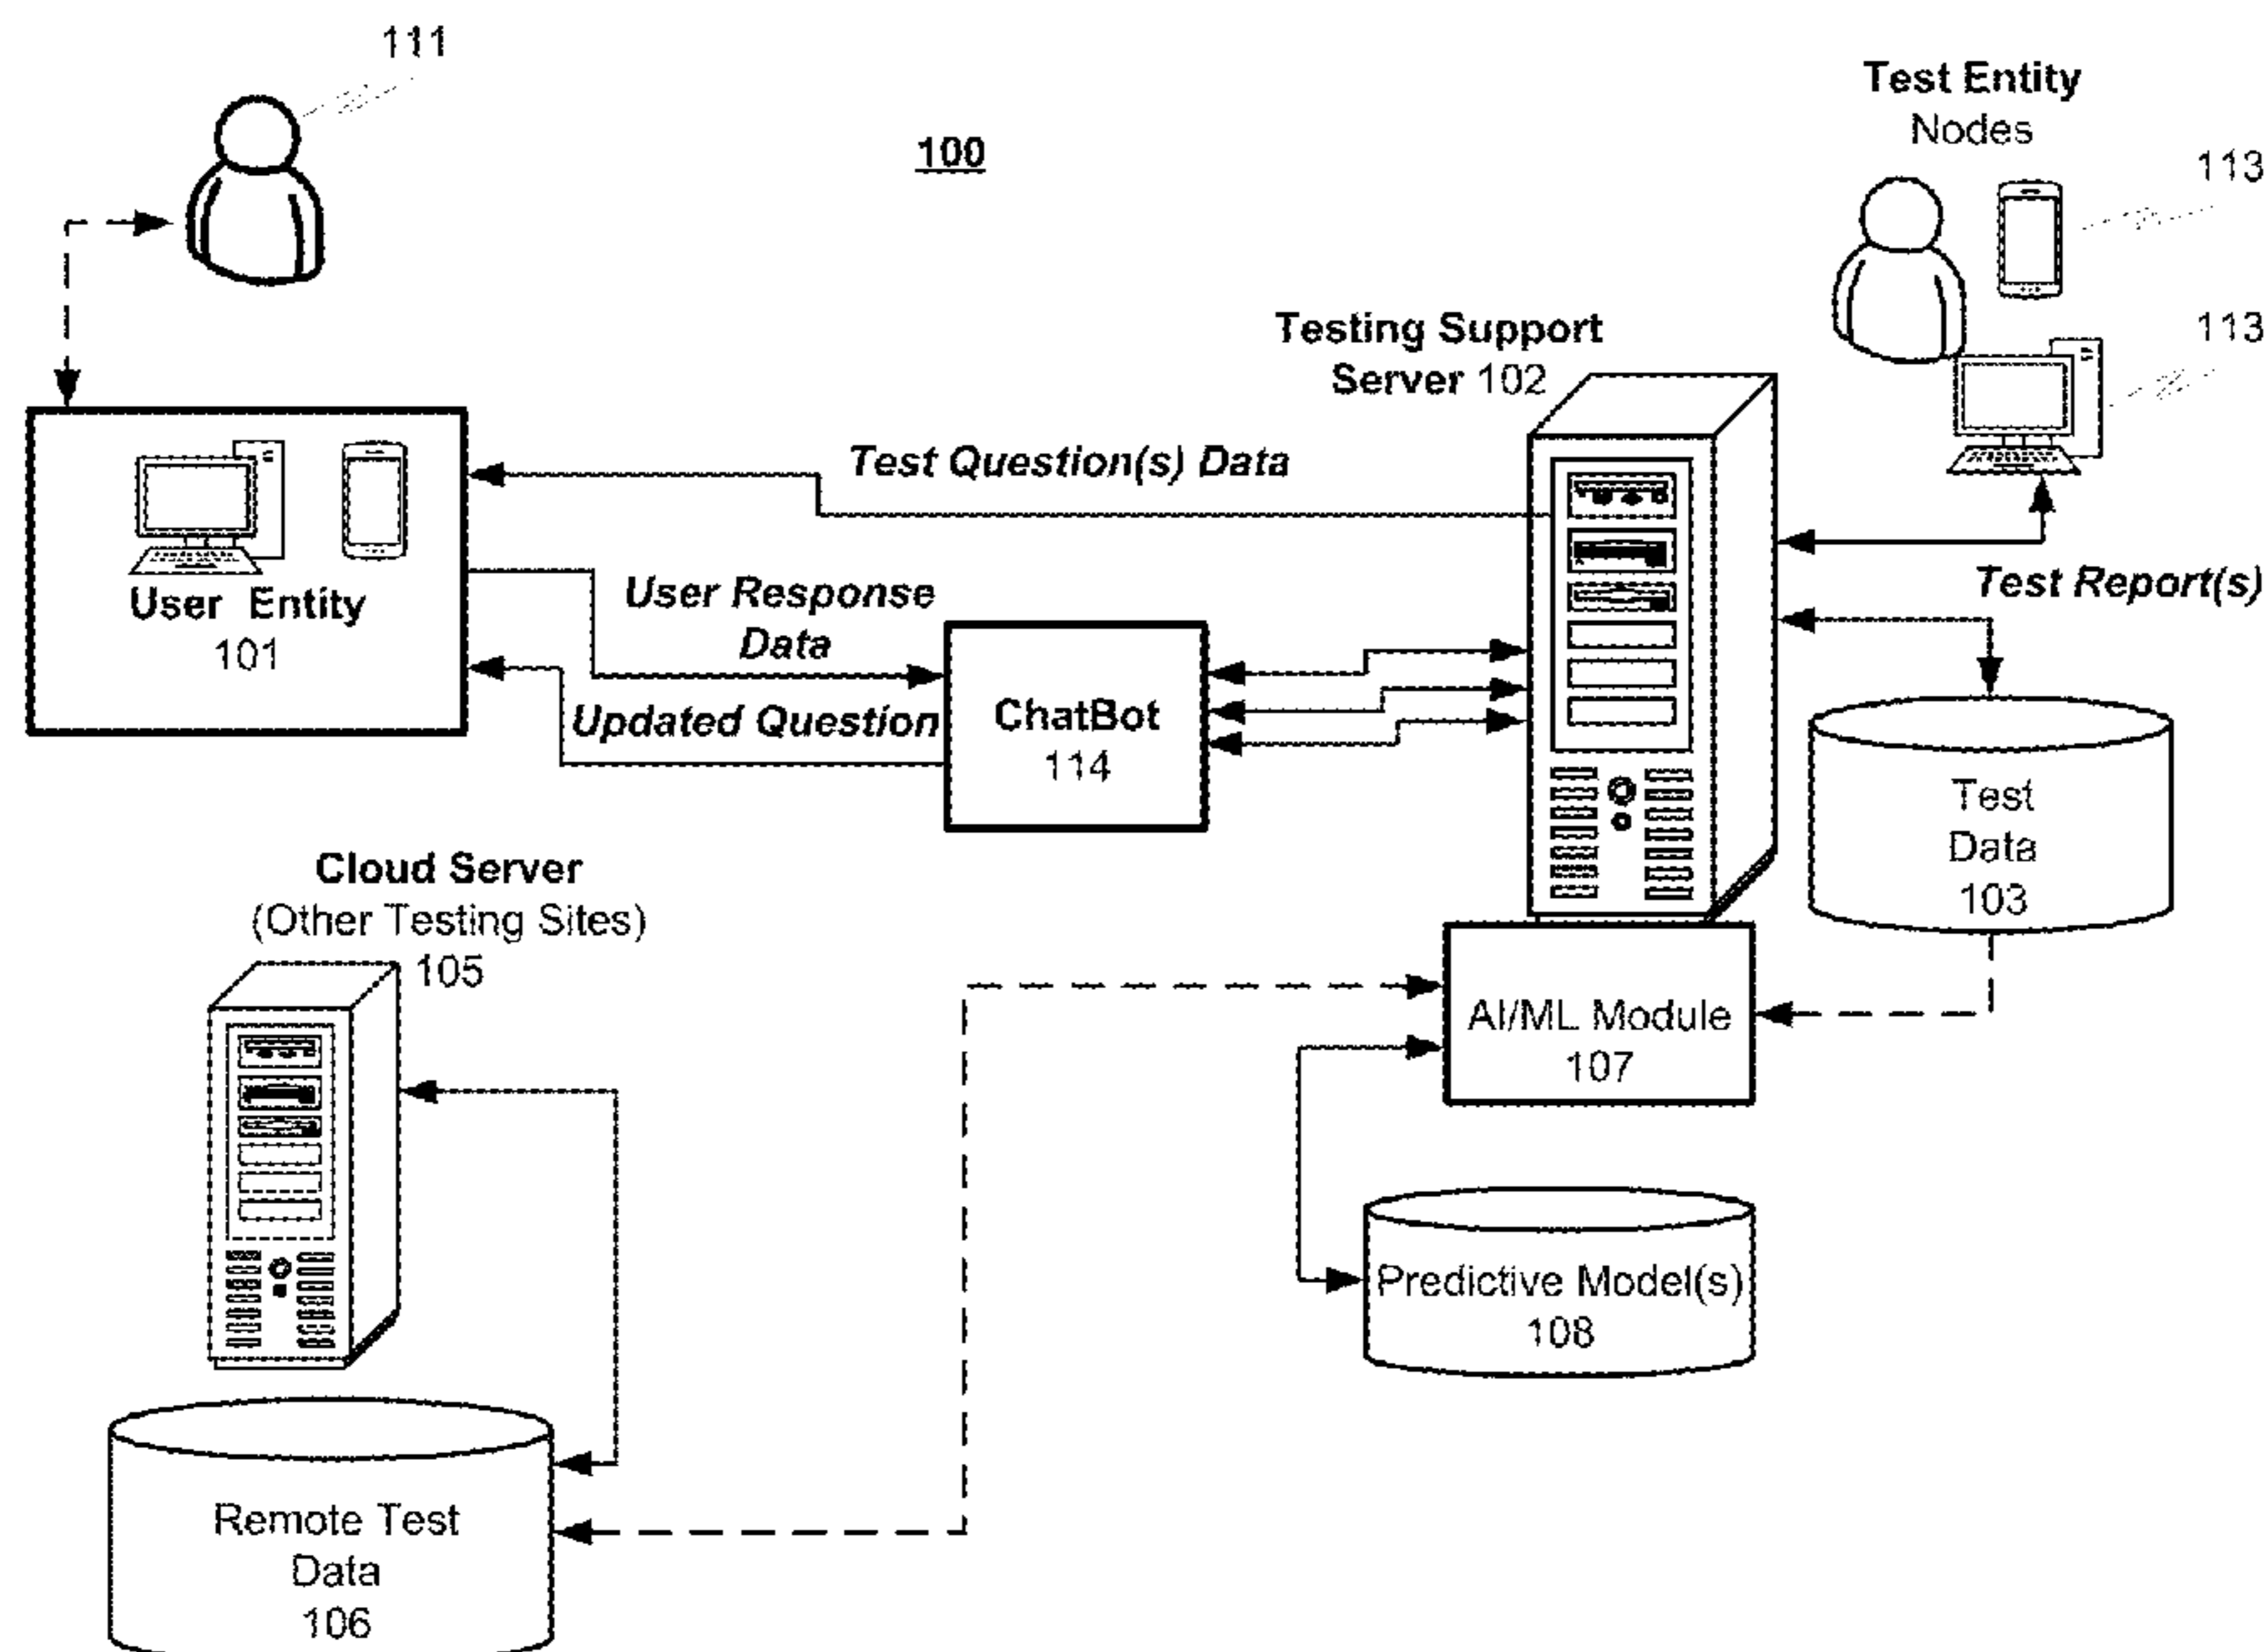 111
100
Test Entity
Nodes
113
113
Testing Support
Server 102
Test Question(s) Data
User Entity
101
User Response
Data
Updated Question
ChatBot
114
Test Report(s)
Test
Data
103
Cloud Server
(Other Testing Sites)
105
AI/ML Module
107
Predictive Model(s)
108
Remote Test
Data
106